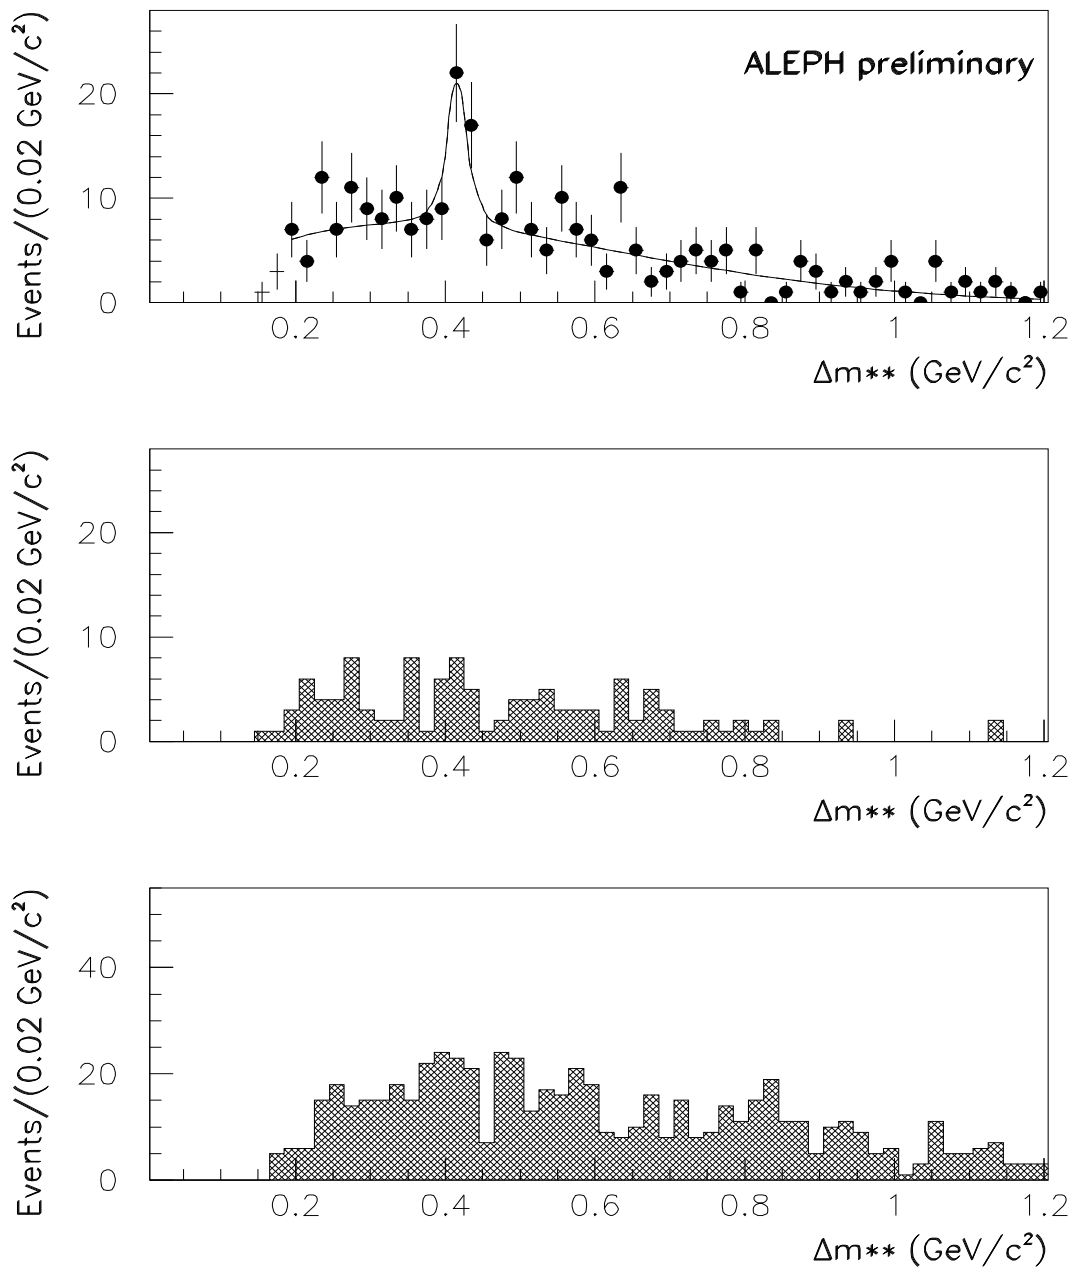 ALEPH preliminary
Events/(0.02 GeV/c²)
20
10
0
0.2 0.4 0.6 0.8 1 1.2
Δm** (GeV/c²)
Events/(0.02 GeV/c²)
20
10
0
0.2 0.4 0.6 0.8 1 1.2
Δm** (GeV/c²)
Events/(0.02 GeV/c²)
40
20
0
0.2 0.4 0.6 0.8 1 1.2
Δm** (GeV/c²)